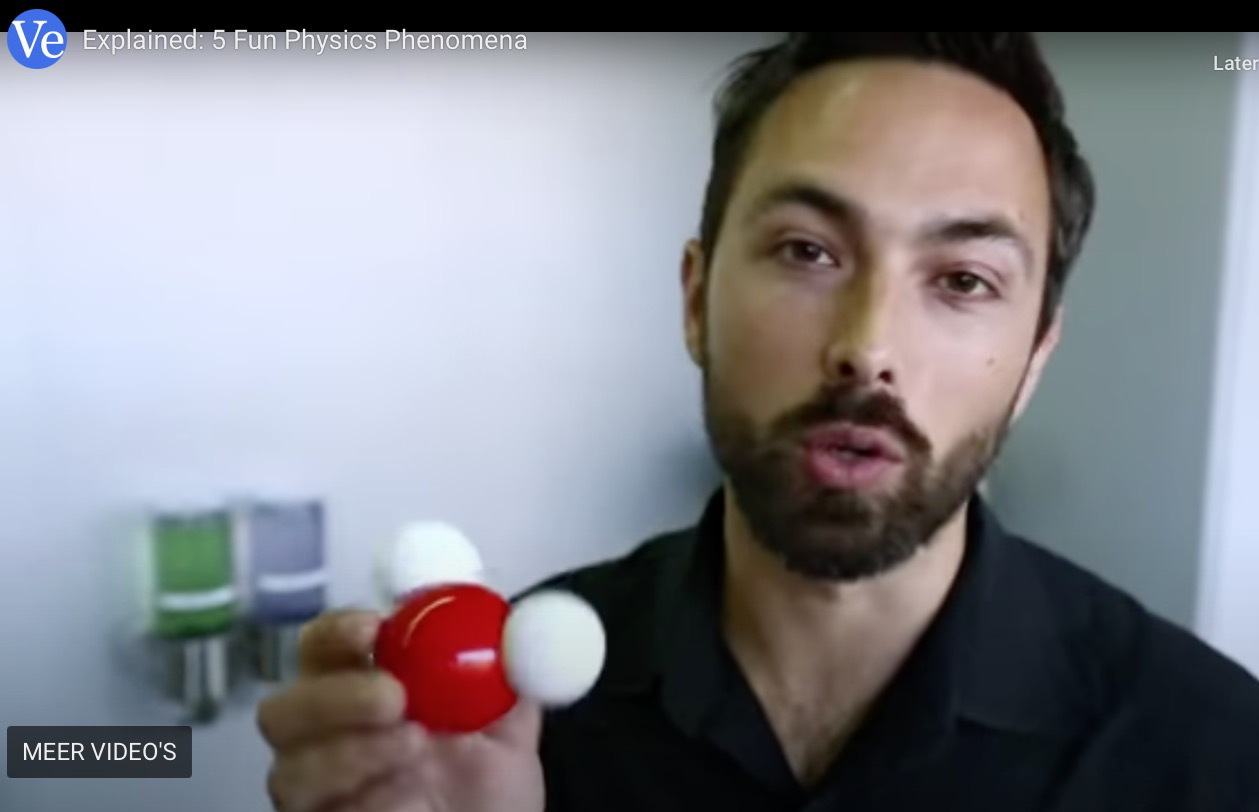 Ve
Explained: 5 Fun Physics Phenomena
Later
MEER VIDEO'S